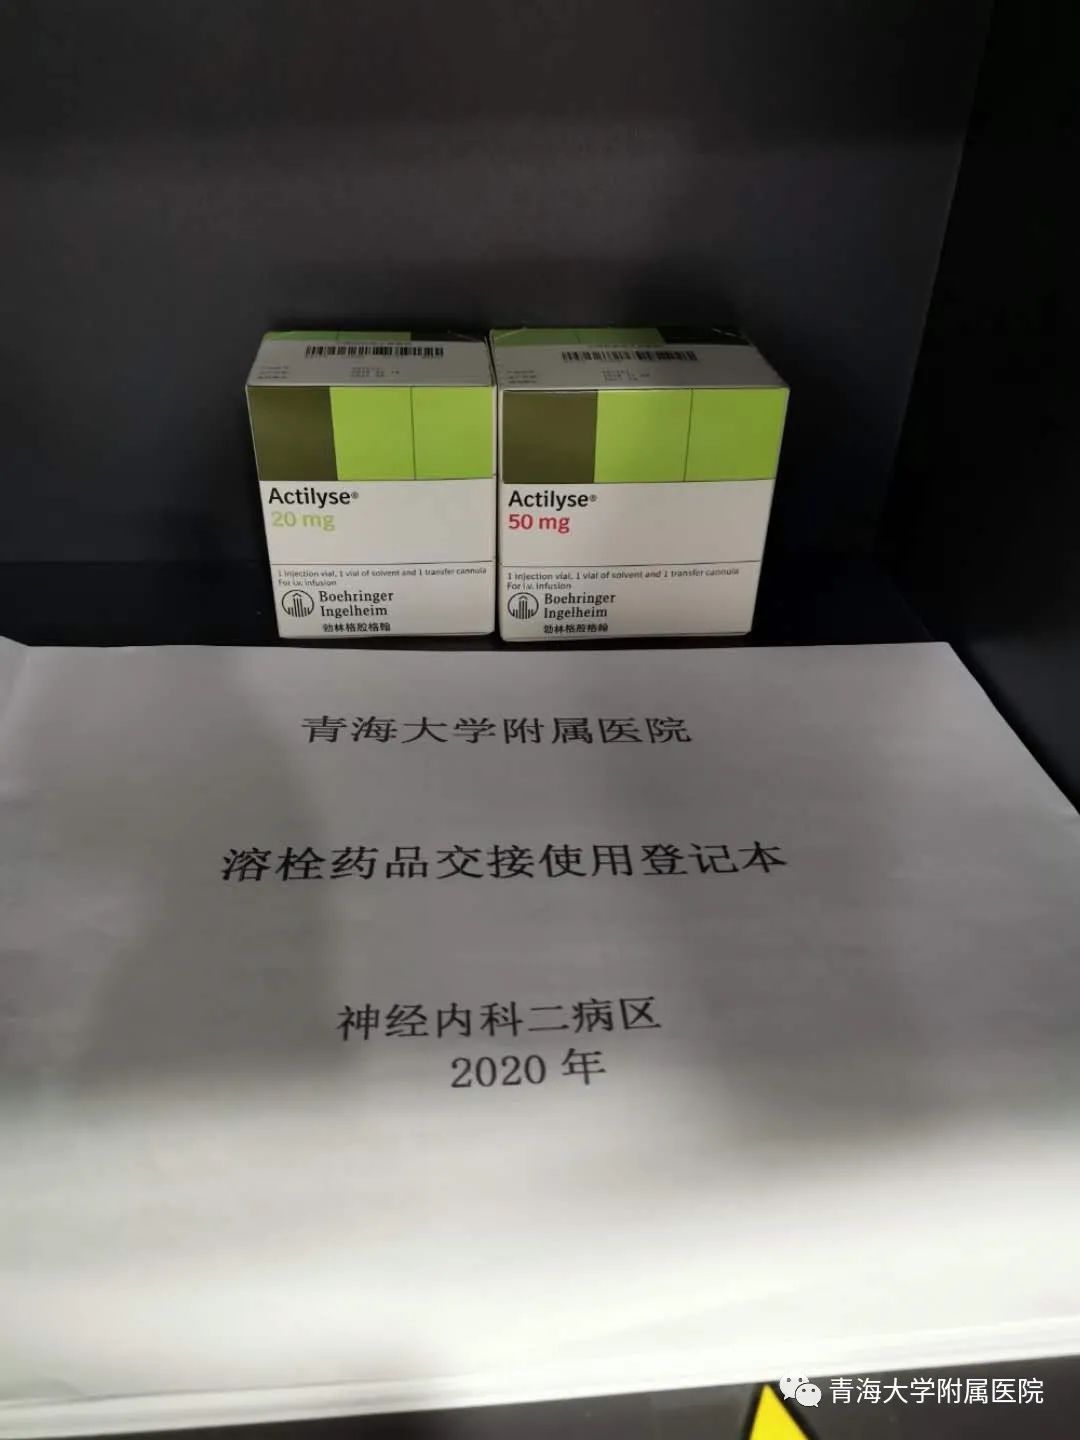 Actilyse®
20 mg
1 injection vial, 1 vial of solvent and 1 transfer cannula
For i.v. infusion
Boehringer
Ingelheim
勃林格殷格翰
Actilyse®
50 mg
1 injection vial, 1 vial of solvent and 1 transfer cannula
For i.v. infusion
Boehringer
Ingelheim
勃林格殷格翰
青海大学附属医院
溶栓药品交接使用登记本
神经内科二病区
2020 年
青海大学附属医院